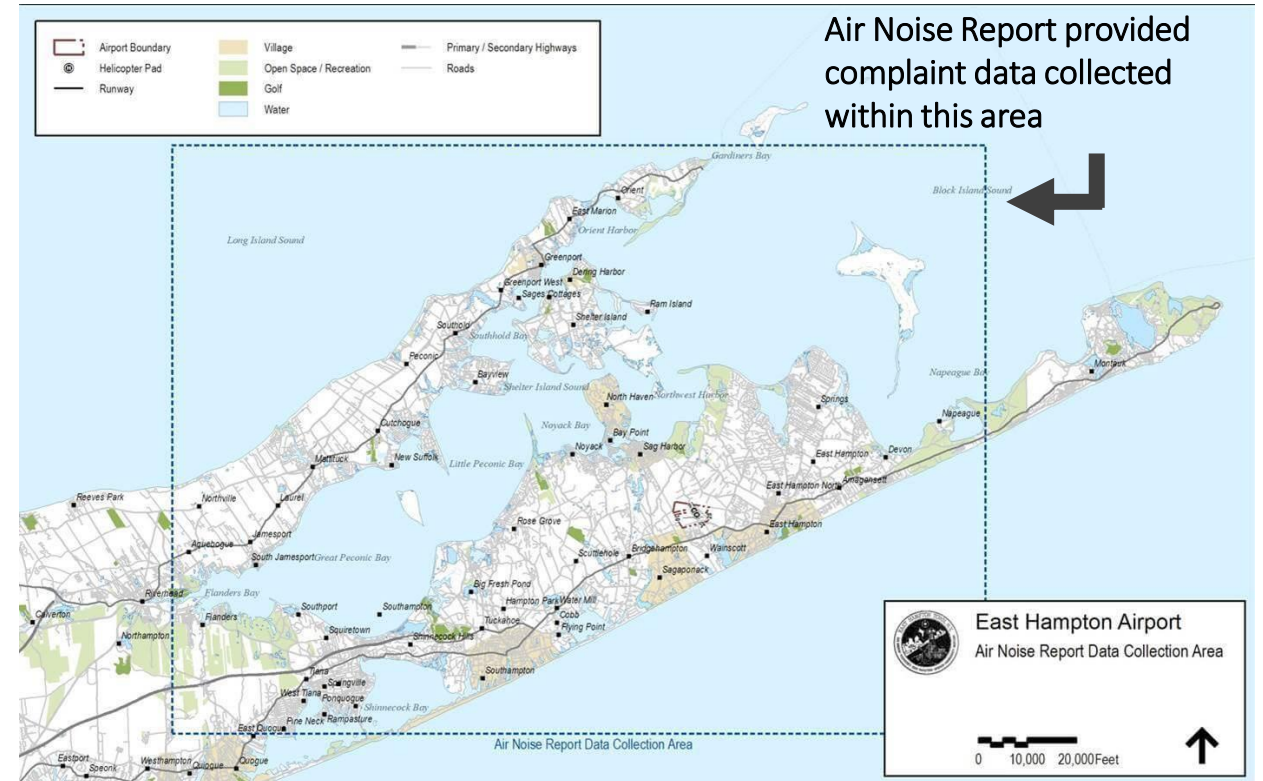 Air Noise Report provided
complaint data collected
within this area
Airport Boundary
Helicopter Pad
Runway
Village
Open Space / Recreation
Golf
Water
Primary / Secondary Highways
Roads
Gardiners Bay
Block Island Sound
Long Island Sound
Orient
East Marion
Orient Harbor
Greenport
Dering Harbor
Greenport West
Sages Cottages
Ram Island
Shelter Island
Southold
Southhold Bay
Peconic
Bayview
Shelter Island Sound
North Haven
Northwest Harbor
Springs
Napeague Bay
Montauk
Napeague
Cutchogue
Noyack Bay
Bay Point
Noyack
Sag Harbor
East Hampton
Devon
Mattituck
New Suffolk
Little Peconic Bay
East Hampton North
Amagansett
Reeves Park
Northville
Laurel
Rose Grove
East Hampton
Jamesport
Aquebogue
South Jamesport
Great Peconic Bay
Scuttlehole
Bridgehampton
Wainscott
Sagaponack
Big Fresh Pond
Riverhead
Flanders Bay
Southport
Southampton
Hampton Park
Water Mill
Calverton
Flanders
Tuckahoe
Cobb
Flying Point
Northampton
Squiretown
Shinnecock Hills
Tiana
Springville
Southampton
West Tiana
Ponquogue
Shinnecock Bay
Pine Neck
Rampasture
East Quogue
Eastport
Speonk
Westhampton
Quogue
Quogue
Air Noise Report Data Collection Area
East Hampton Airport
Air Noise Report Data Collection Area
0 10,000 20,000 Feet